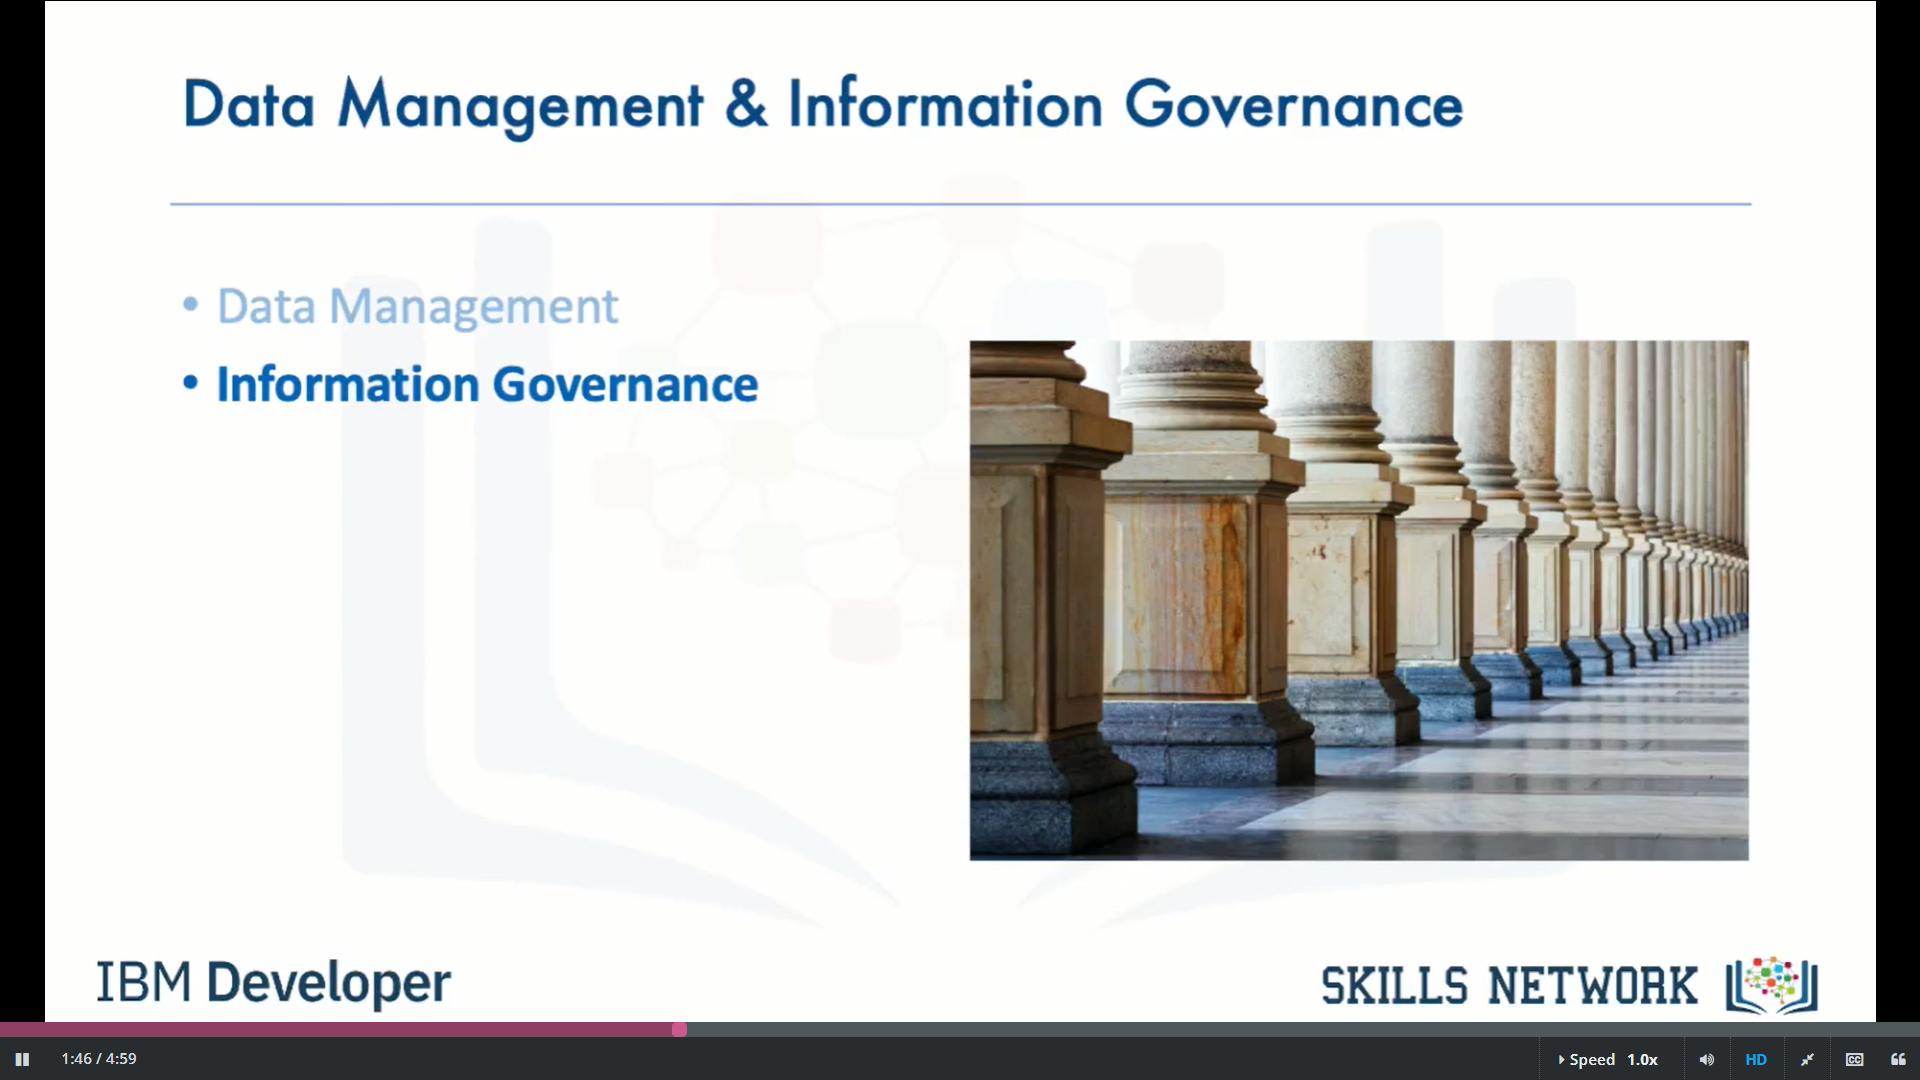 Data Management & Information Governance
• Data Management
• Information Governance
IBM Developer
SKILLS NETWORK
1:46 / 4:59
Speed 1.0x
HD
CC